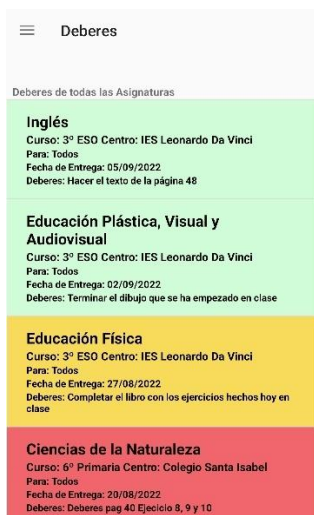 Deberes
Deberes de todas las Asignaturas
Inglés
Curso: 3º ESO Centro: IES Leonardo Da Vinci
Para: Todos
Fecha de Entrega: 05/09/2022
Deberes: Hacer el texto de la página 48
Educación Plástica, Visual y
Audiovisual
Curso: 3º ESO Centro: IES Leonardo Da Vinci
Para: Todos
Fecha de Entrega: 02/09/2022
Deberes: Terminar el dibujo que se ha empezado en clase
Educación Física
Curso: 3º ESO Centro: IES Leonardo Da Vinci
Para: Todos
Fecha de Entrega: 27/08/2022
Deberes: Completar el libro con los ejercicios hechos hoy en
clase
Ciencias de la Naturaleza
Curso: 6º Primaria Centro: Colegio Santa Isabel
Para: Todos
Fecha de Entrega: 20/08/2022
Deberes: Deberes pag 40 Ejecicio 8, 9 y 10